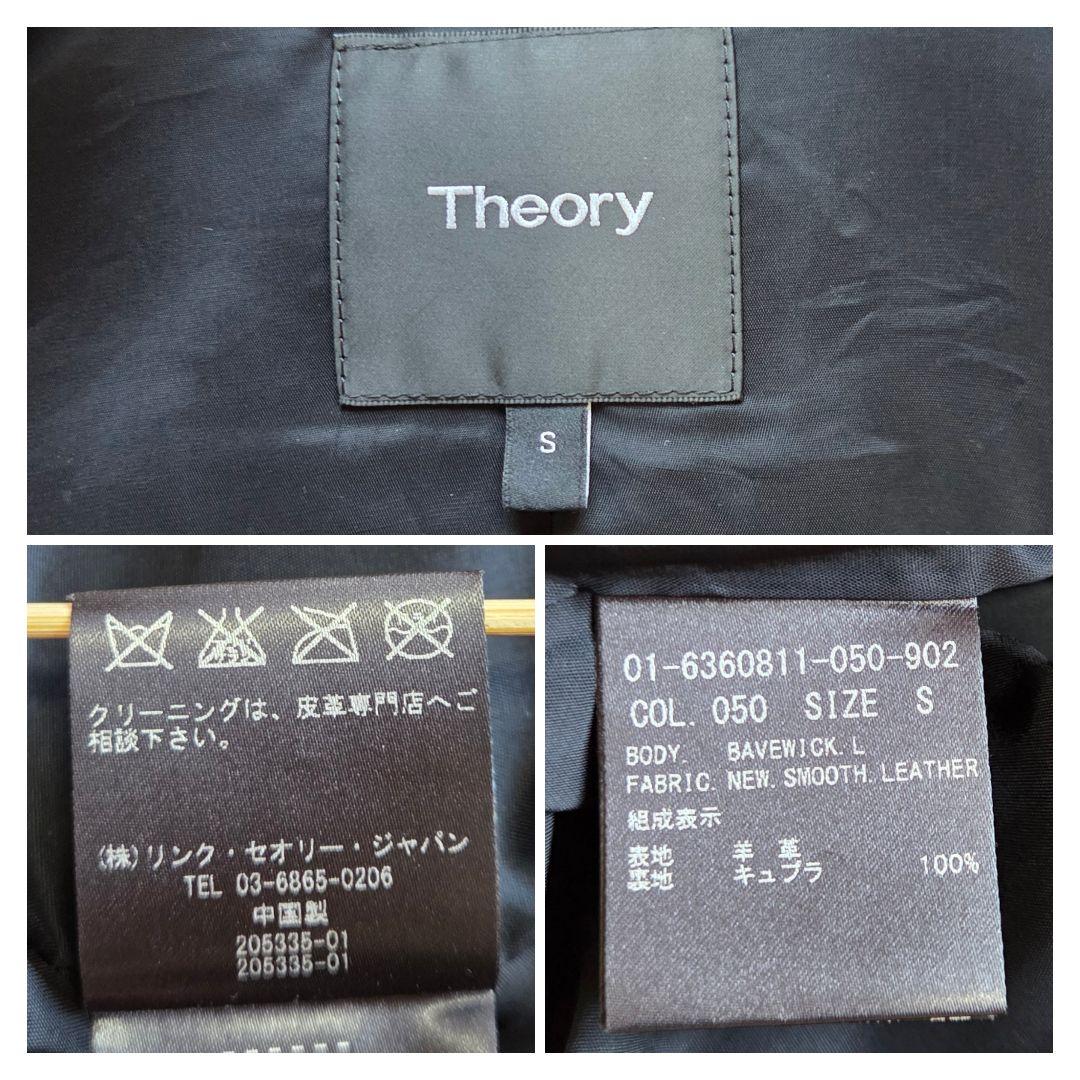 Theory
S
エンソ
クリーニングは、皮革専門店へご
相談下さい。
(株)リンク・セオリー・ジャパン
TEL 03-6865-0206
中国製
205335-01
205335-01
01-6360811-050-902
COL. 050 SIZE S
BODY. BAVEWICK. L
FABRIC. NEW. SMOOTH. LEATHER
組成表示
表地 羊革
裏地 キュプラ 100%